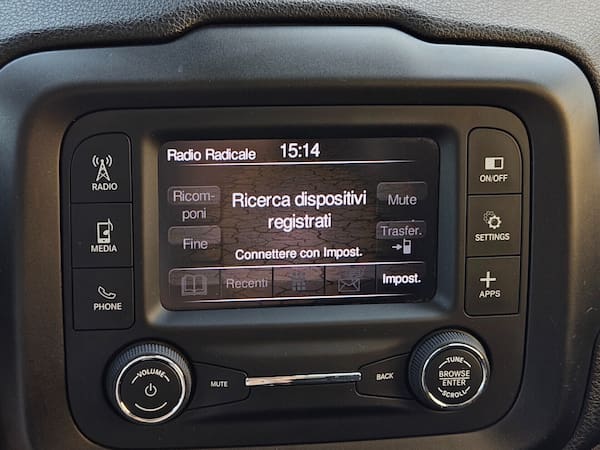 Radio Radicale 15:14
Ricom-
poni
Ricerca dispositivi
registrati
Mute
Fine
Trasfer.
Connettere con Impost.
Recenti
Impost.
RADIO
MEDIA
PHONE
ON/OFF
SETTINGS
APPS
VOLUME
MUTE
BACK
TUNE
BROWSE
ENTER
SCROLL